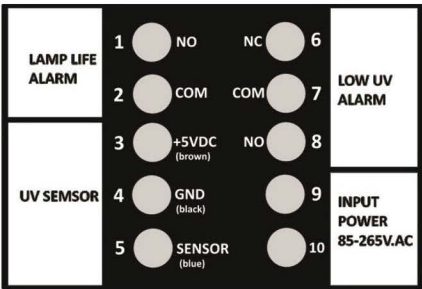 LAMP LIFE
ALARM
1 NO
2 COM
UV SEMSOR
3 +5VDC
(brown)
4 GND
(black)
5 SENSOR
(blue)
NC 6
COM 7
NO 8
LOW UV
ALARM
9
10
INPUT
POWER
85-265V.AC